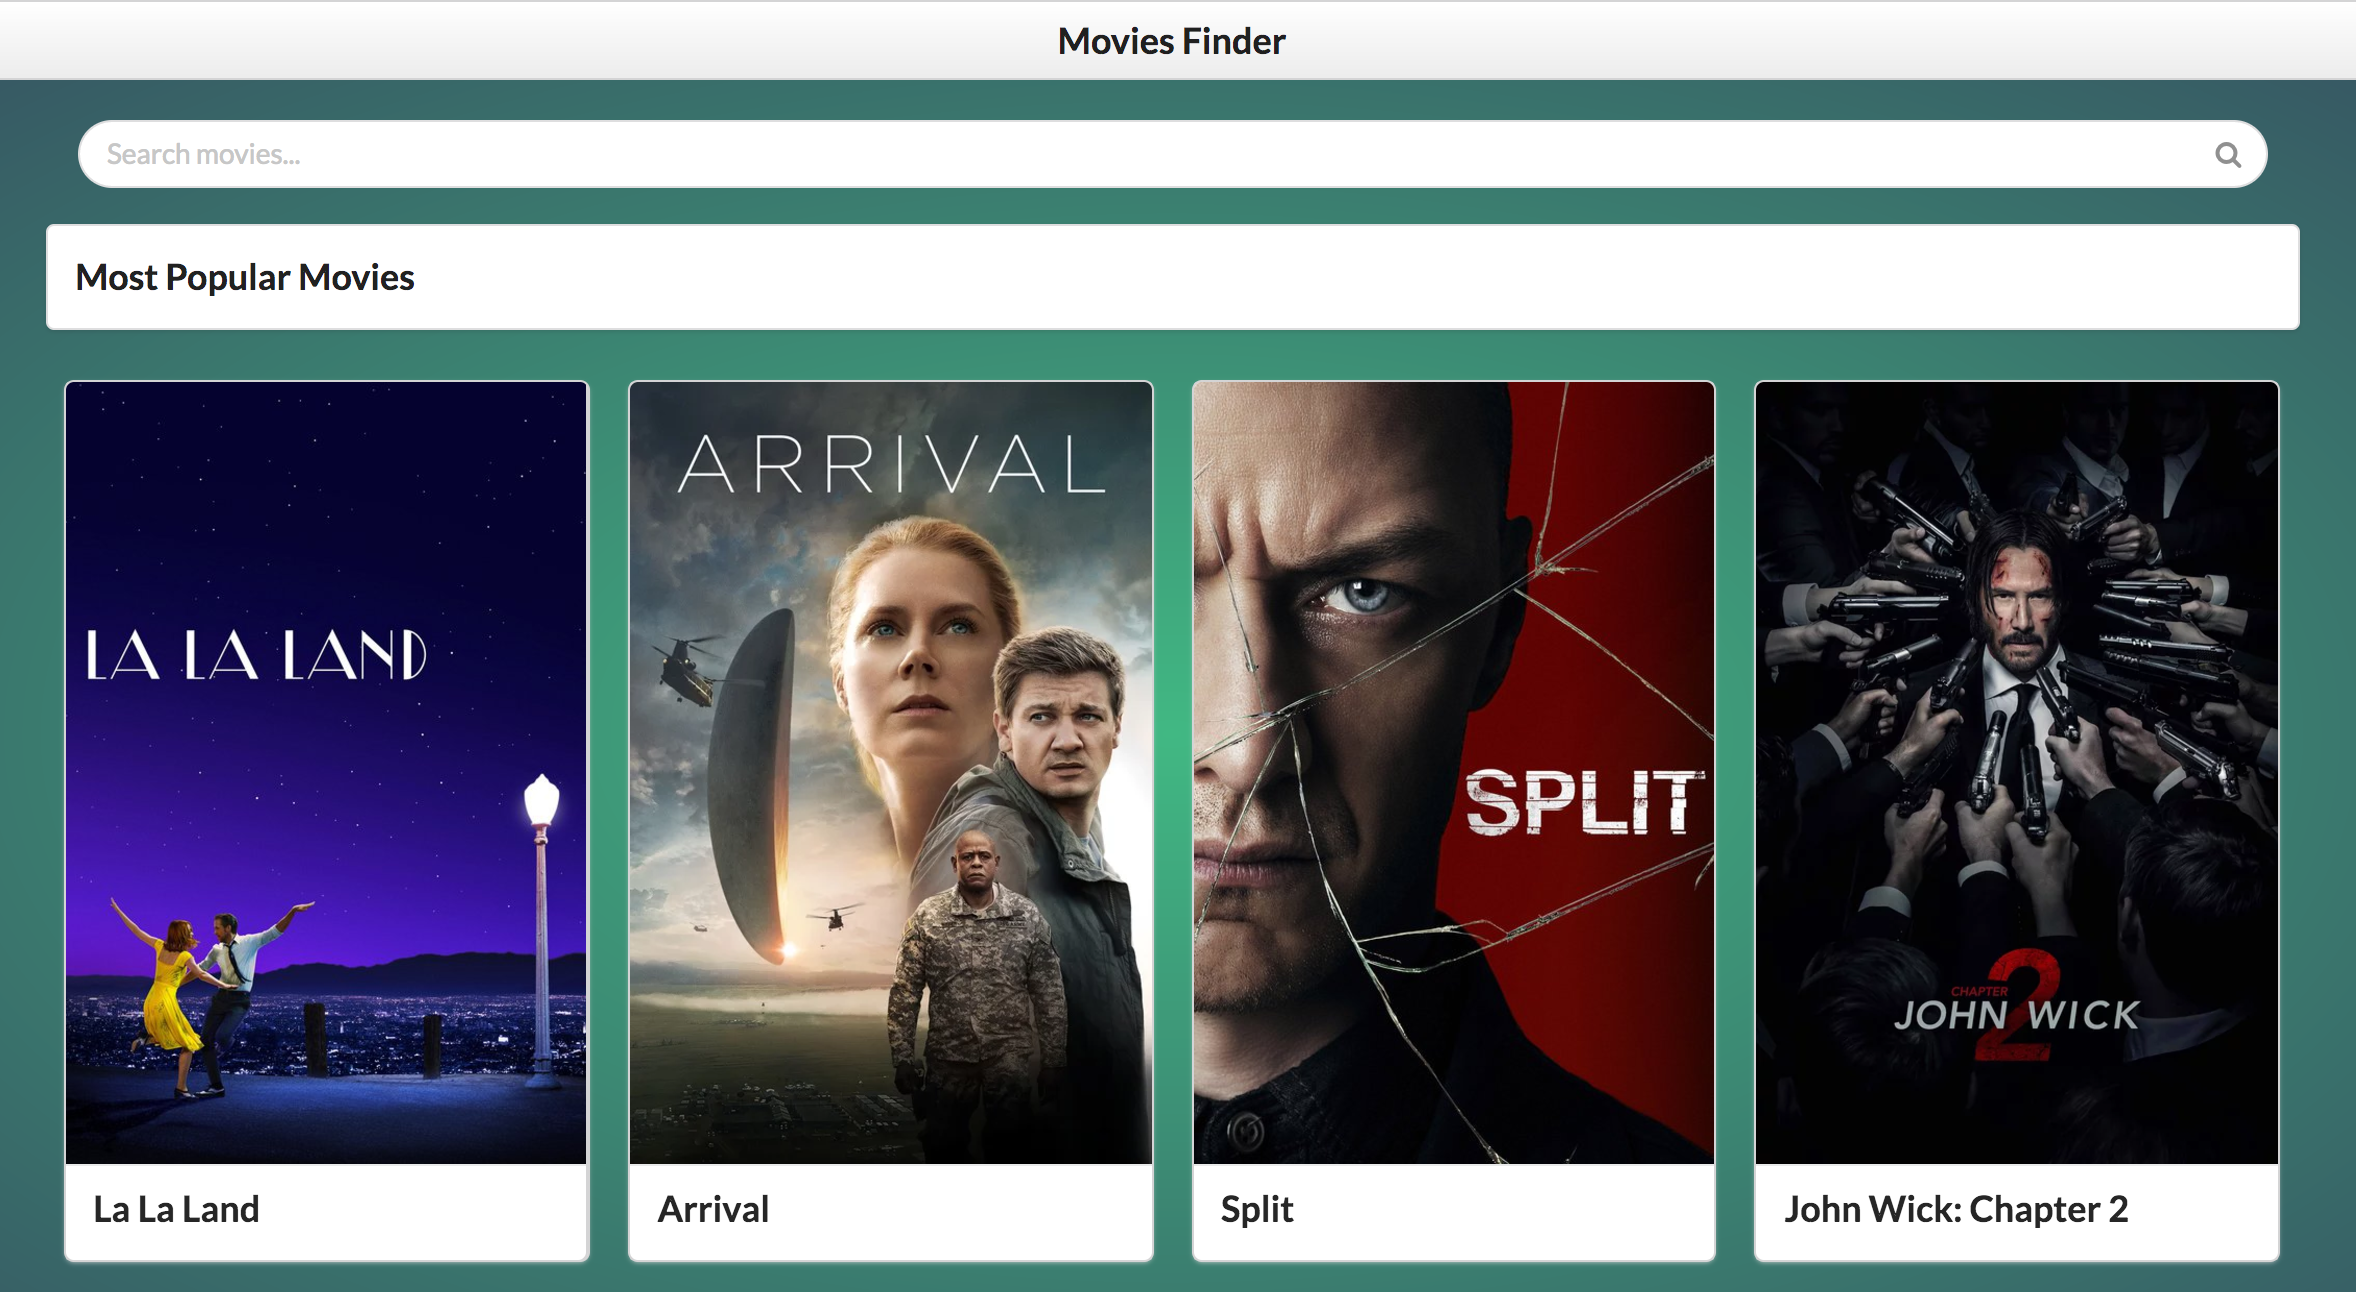 Movies Finder
Search movies...
Most Popular Movies
LA LA LAND
ARRIVAL
SPLIT
CHAPTER
2
JOHN WICK
La La Land
Arrival
Split
John Wick: Chapter 2